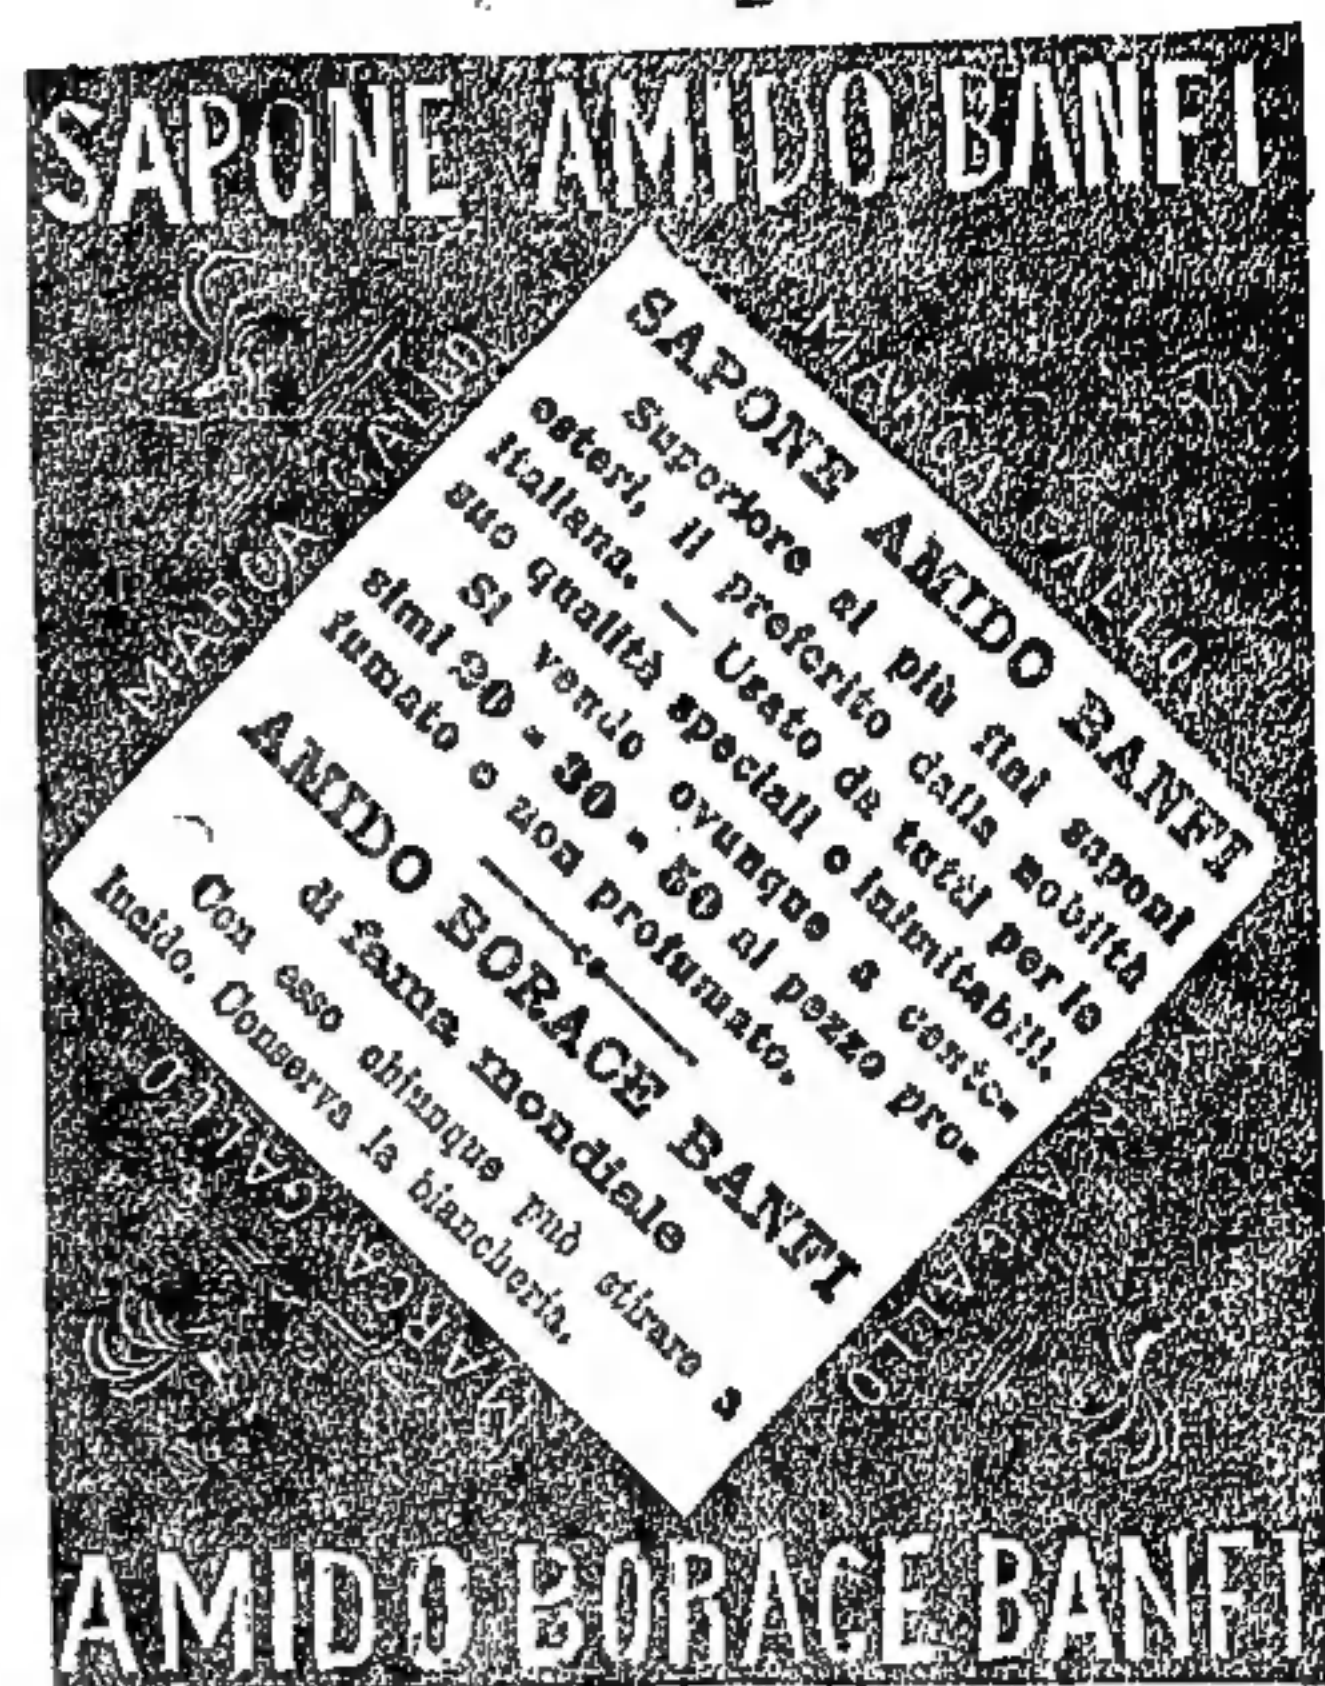 SAPONE AMIDO BANFI
MARCA GALLO
MARCA GALLO
SAPONE AMIDO BANFI
Superiore ai più fini saponi
esteri, il preferito dalla nobiltà
italiana. — Usato da tutti per le
sue qualità speciali e inimitabili.
Si vende ovunque a cente-
simi 20 - 30 - 50 al pezzo pro-
fumato e non profumato.
AMIDO BORACE BANFI
di fama mondiale
Con esso chiunque può stirare a
lucido. Conserva la biancheria.
MARCA GALLO
MARCA GALLO
AMIDO BORACE BANFI